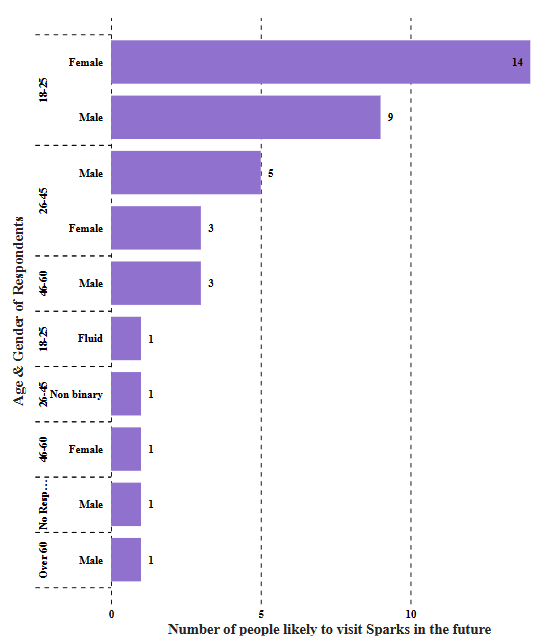 Age & Gender of Respondents
18-25
Female 14
Male 9
26-45
Male 5
Female 3
46-60
Male 3
18-25
Fluid 1
26-45
Non binary 1
46-60
Female 1
No Resp...
Male 1
Over 60
Male 1
0 5 10
Number of people likely to visit Sparks in the future